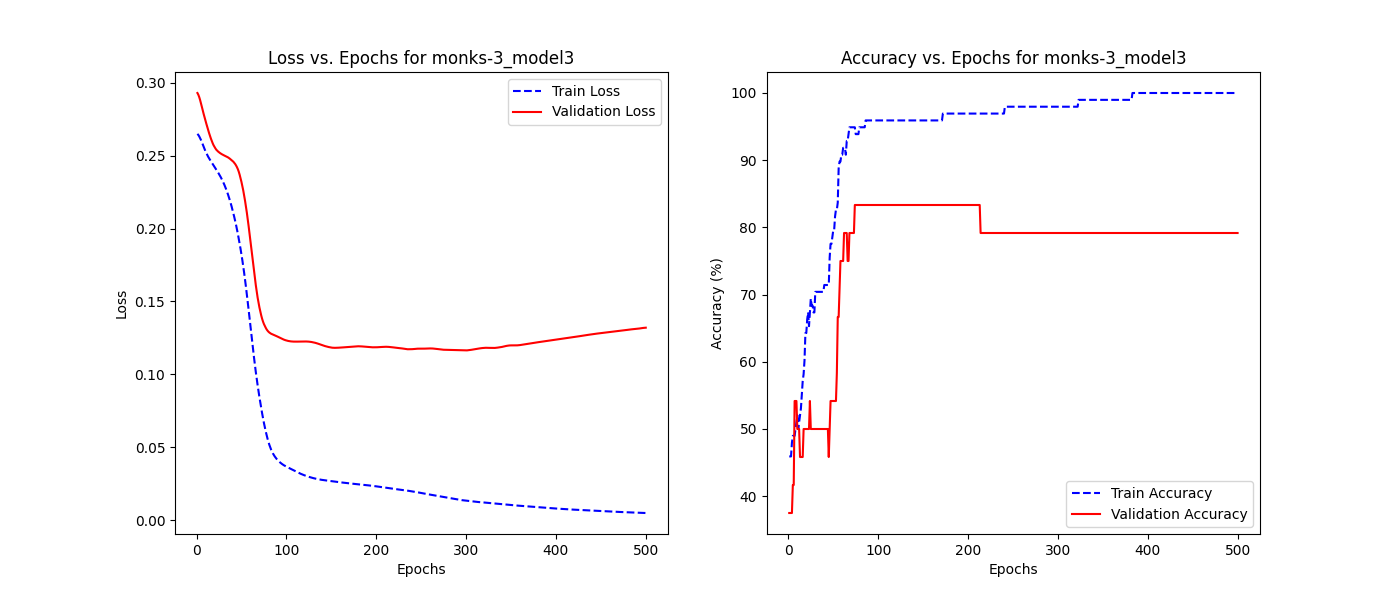 Loss vs. Epochs for monks-3_model3
0.30
0.25
0.20
0.15
0.10
0.05
0.00
Loss
0 100 200 300 400 500
Epochs
Train Loss
Validation Loss
Accuracy vs. Epochs for monks-3_model3
100
90
80
70
60
50
40
Accuracy (%)
0 100 200 300 400 500
Epochs
Train Accuracy
Validation Accuracy